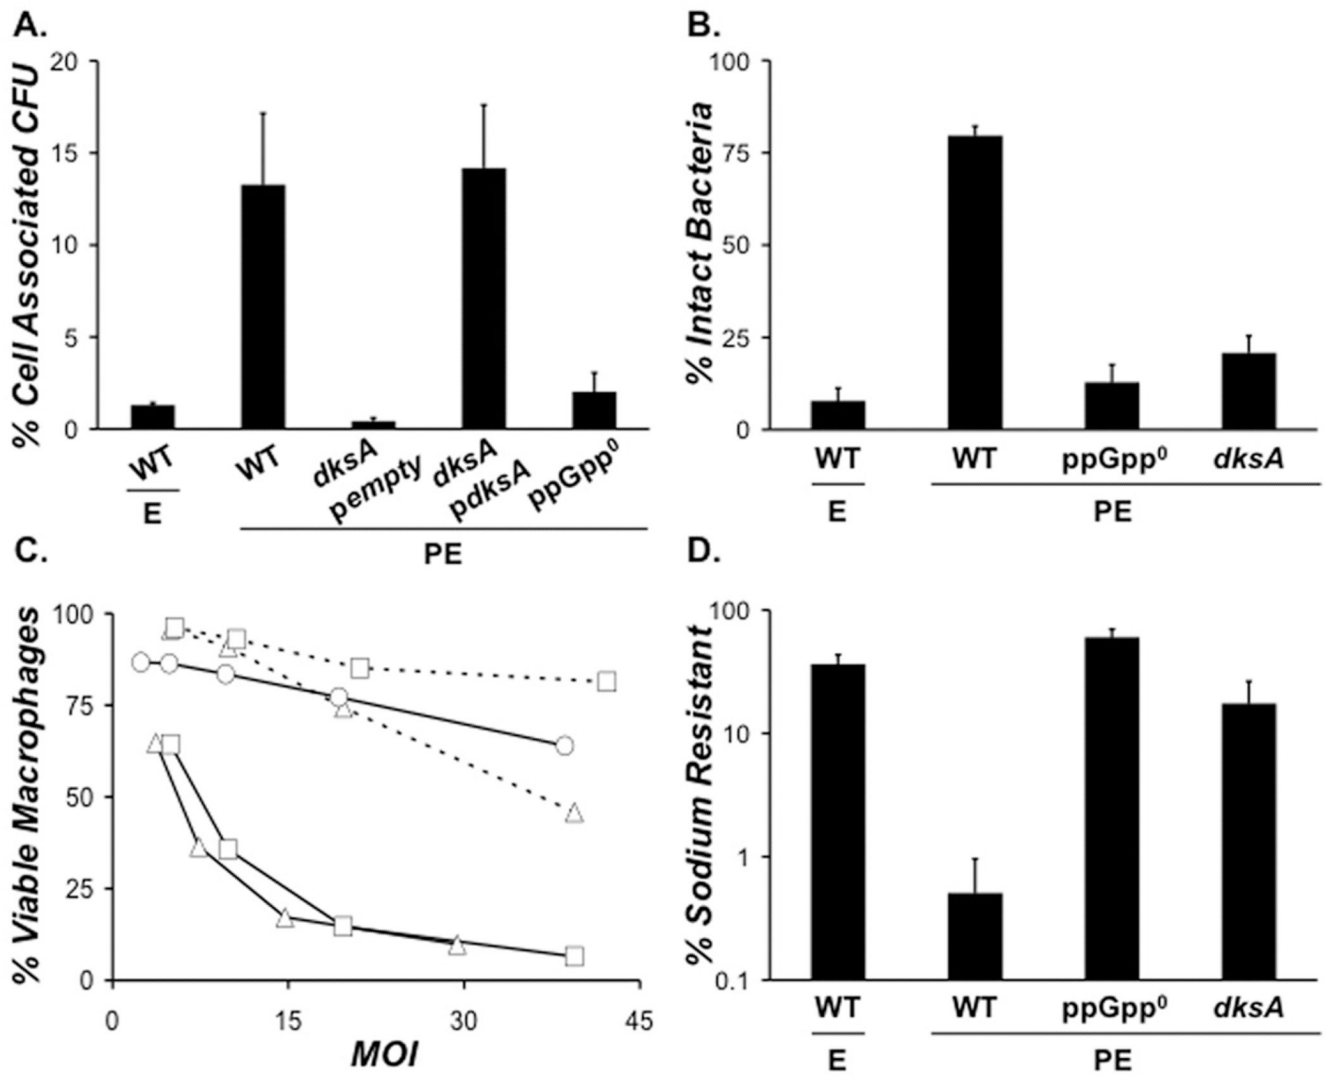 A.
% Cell Associated CFU
20
15
10
5
0
WT
WT
dksA
pempty
dksA
pdksA
ppGpp⁰
E
PE
B.
% Intact Bacteria
100
75
50
25
0
WT
WT
ppGpp⁰
dksA
E
PE
C.
% Viable Macrophages
100
75
50
25
0
0
15
30
45
MOI
D.
% Sodium Resistant
100
10
1
0.1
WT
WT
ppGpp⁰
dksA
E
PE